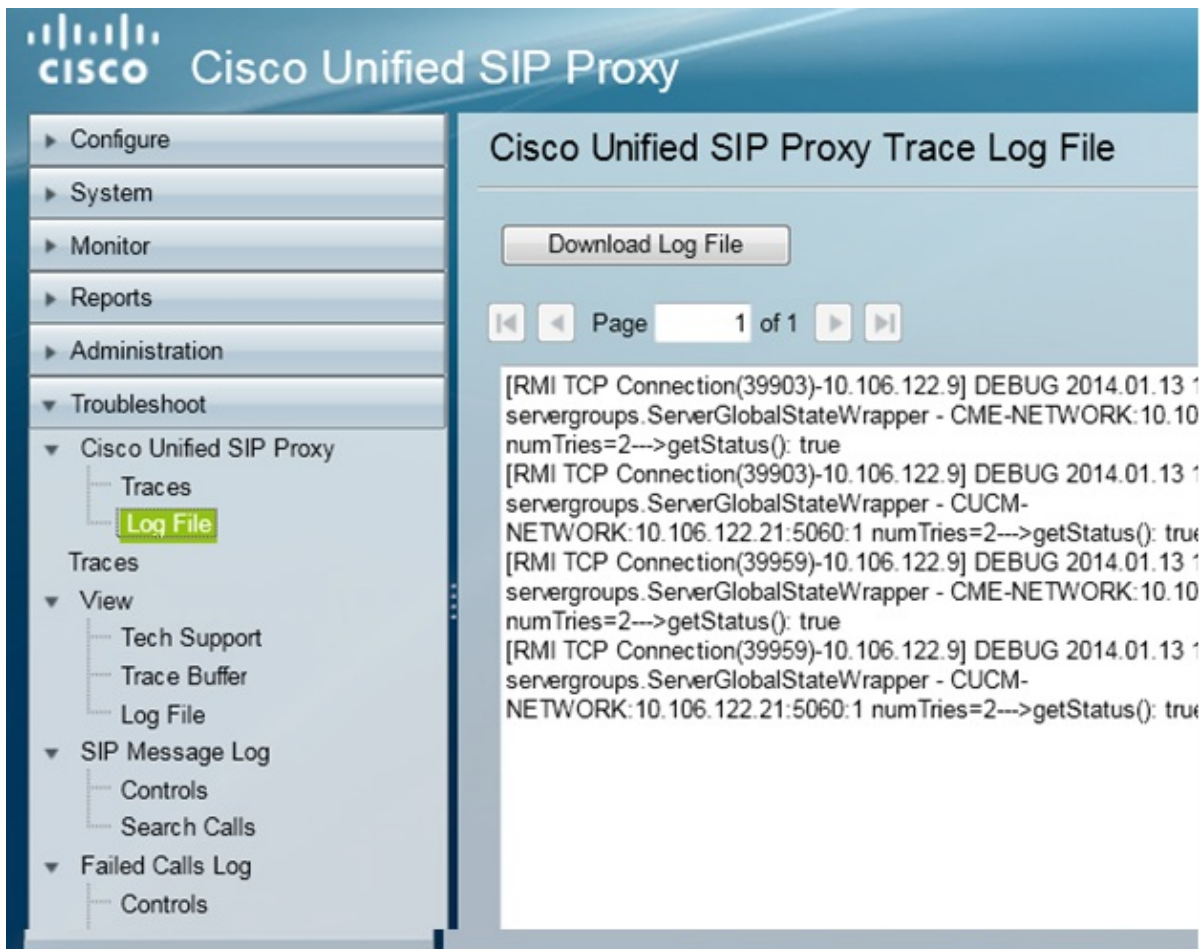 CISCO Cisco Unified SIP Proxy
Configure
System
Monitor
Reports
Administration
Troubleshoot
Cisco Unified SIP Proxy
Traces
Log File
Traces
View
Tech Support
Trace Buffer
Log File
SIP Message Log
Controls
Search Calls
Failed Calls Log
Controls
Cisco Unified SIP Proxy Trace Log File
Download Log File
Page 1 of 1
[RMI TCP Connection(39903)-10.106.122.9] DEBUG 2014.01.13 1
servergroups.ServerGlobalStateWrapper - CME-NETWORK:10.10
numTries=2--->getStatus(): true
[RMI TCP Connection(39903)-10.106.122.9] DEBUG 2014.01.13 1
servergroups.ServerGlobalStateWrapper - CUCM-
NETWORK:10.106.122.21:5060:1 numTries=2--->getStatus(): true
[RMI TCP Connection(39959)-10.106.122.9] DEBUG 2014.01.13 1
servergroups.ServerGlobalStateWrapper - CME-NETWORK:10.10
numTries=2--->getStatus(): true
[RMI TCP Connection(39959)-10.106.122.9] DEBUG 2014.01.13 1
servergroups.ServerGlobalStateWrapper - CUCM-
NETWORK:10.106.122.21:5060:1 numTries=2--->getStatus(): true